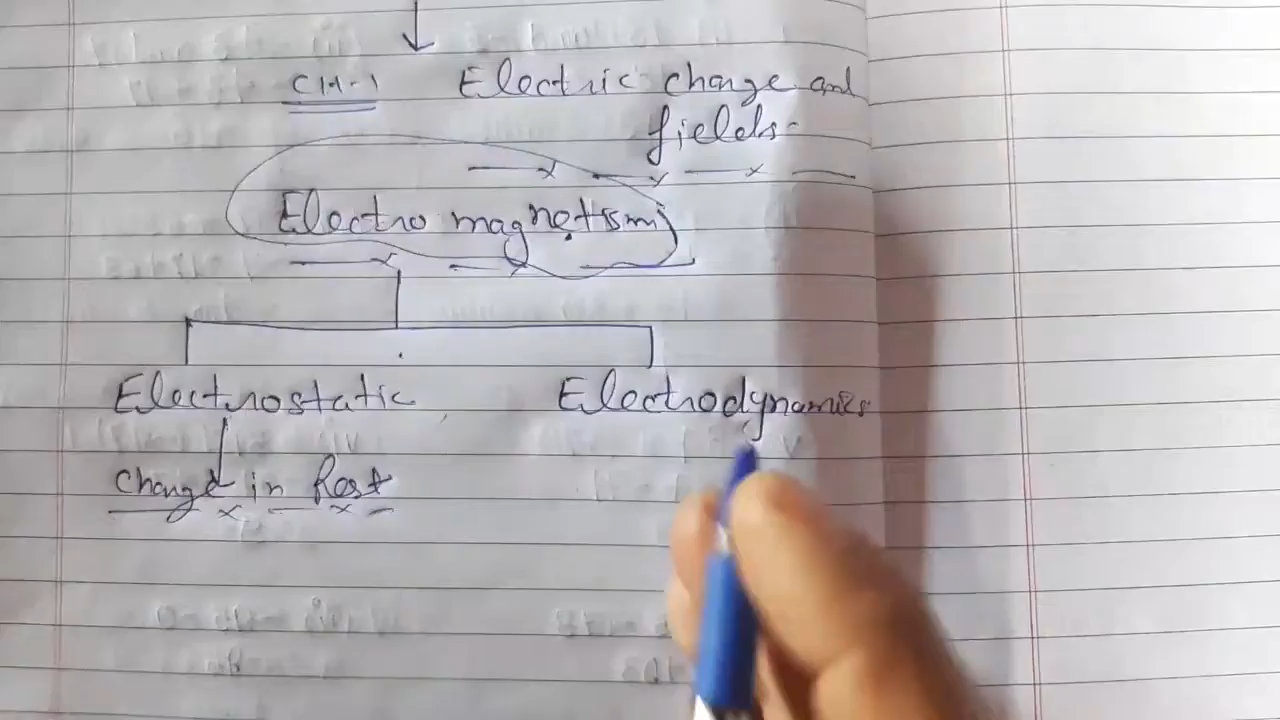 CH-1 Electric charge and
fields-
Electro magnetism
Electrostatic Electrodynamics
Charge in Rest